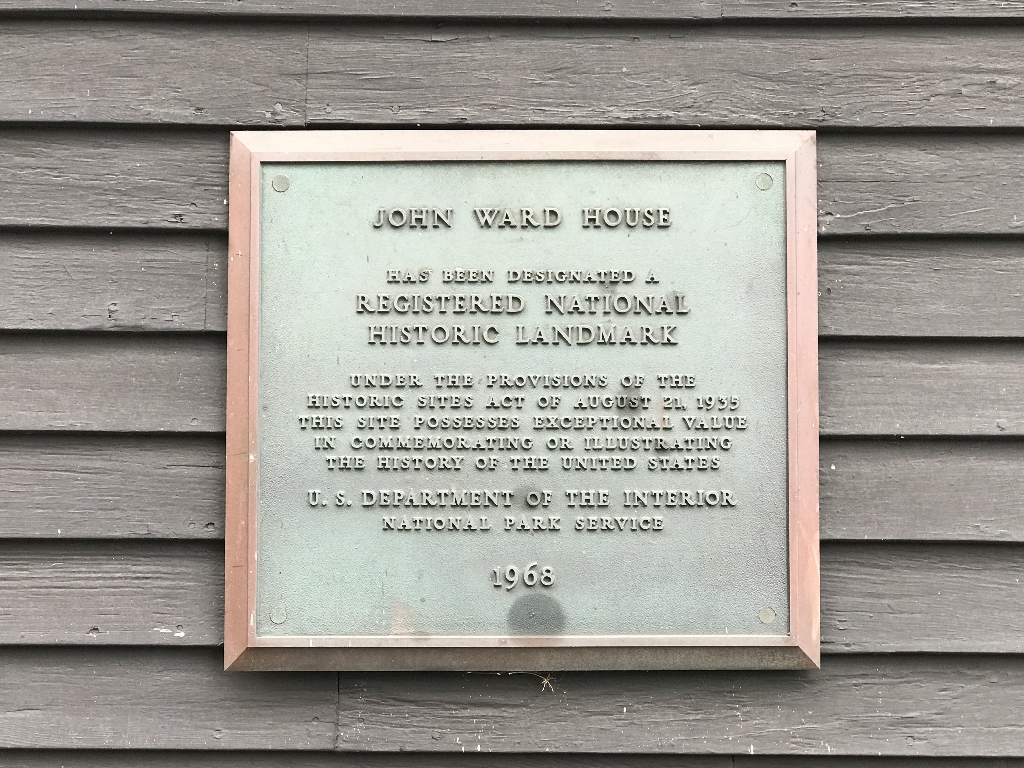 JOHN WARD HOUSE
HAS BEEN DESIGNATED A
REGISTERED NATIONAL
HISTORIC LANDMARK
UNDER THE PROVISIONS OF THE
HISTORIC SITES ACT OF AUGUST 21, 1935
THIS SITE POSSESSES EXCEPTIONAL VALUE
IN COMMEMORATING OR ILLUSTRATING
THE HISTORY OF THE UNITED STATES
U. S. DEPARTMENT OF THE INTERIOR
NATIONAL PARK SERVICE
1968